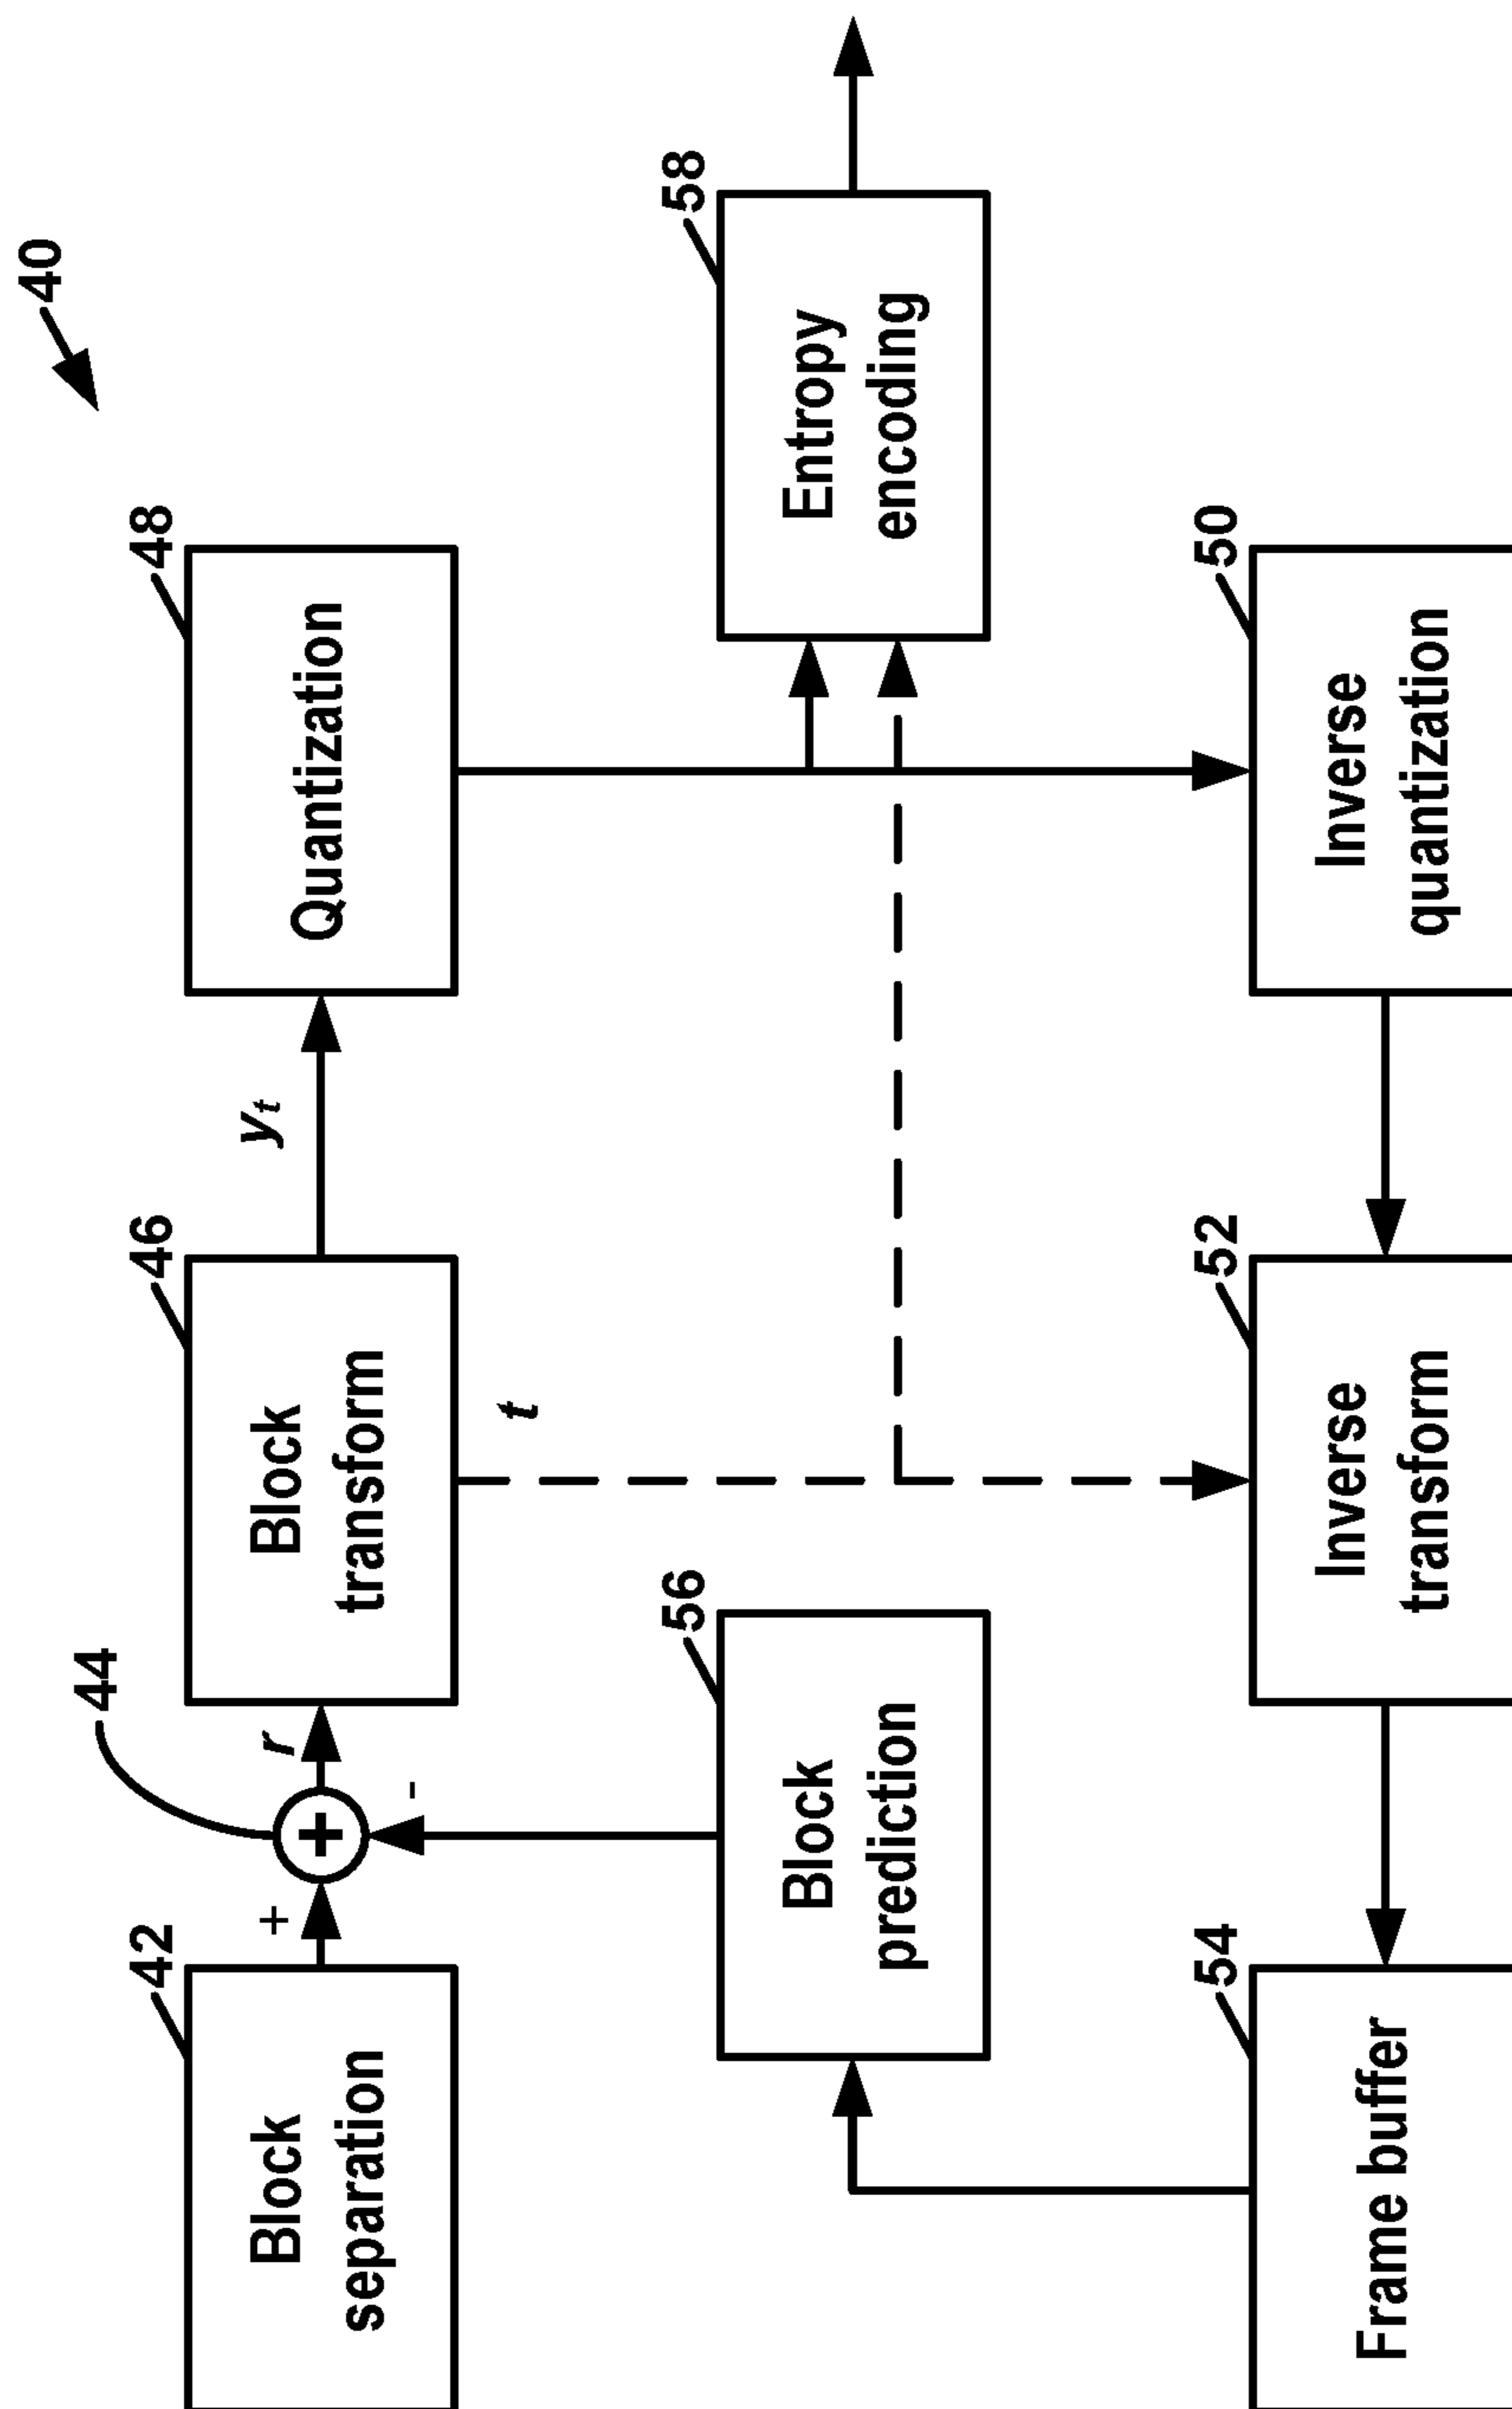 40
42
Block
separation
+
44
+
-
r
46
Block
transform
yt
t
48
Quantization
56
Block
prediction
58
Entropy
encoding
54
Frame buffer
52
Inverse
transform
50
Inverse
quantization